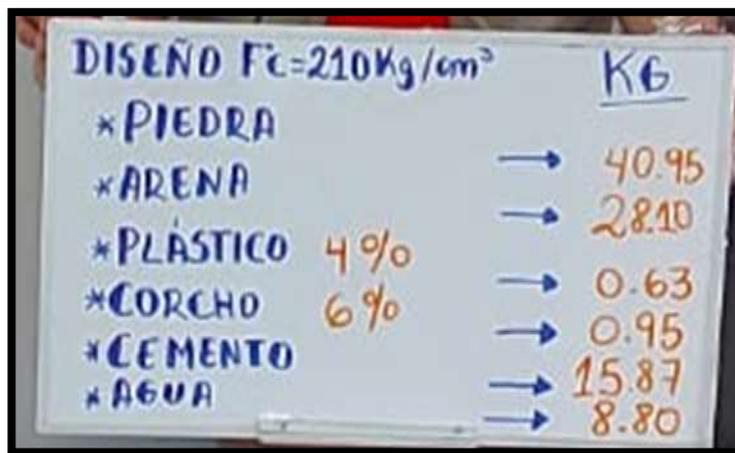 DISEÑO F'c=210Kg/cm³ KG
*PIEDRA → 40.95
*ARENA → 28.10
*PLÁSTICO 4% → 0.63
*CORCHO 6% → 0.95
*CEMENTO → 15.87
*AGUA → 8.80